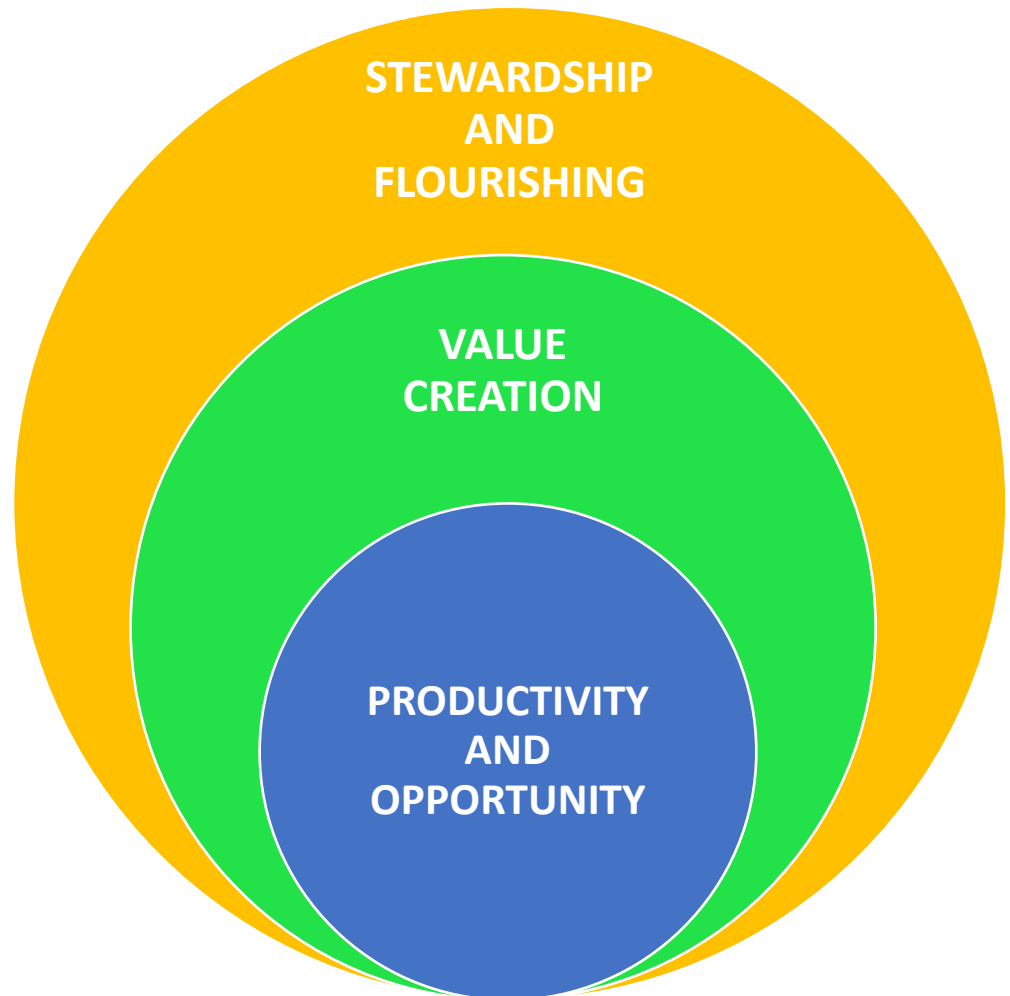 STEWARDSHIP
AND
FLOURISHING
VALUE
CREATION
PRODUCTIVITY
AND
OPPORTUNITY